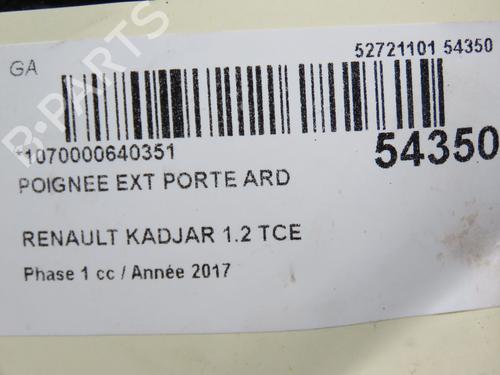 GA
52721101 54350
*1070000640351
54350
POIGNEE EXT PORTE ARD
RENAULT KADJAR 1.2 TCE
Phase 1 cc / Année 2017
B-PARTS